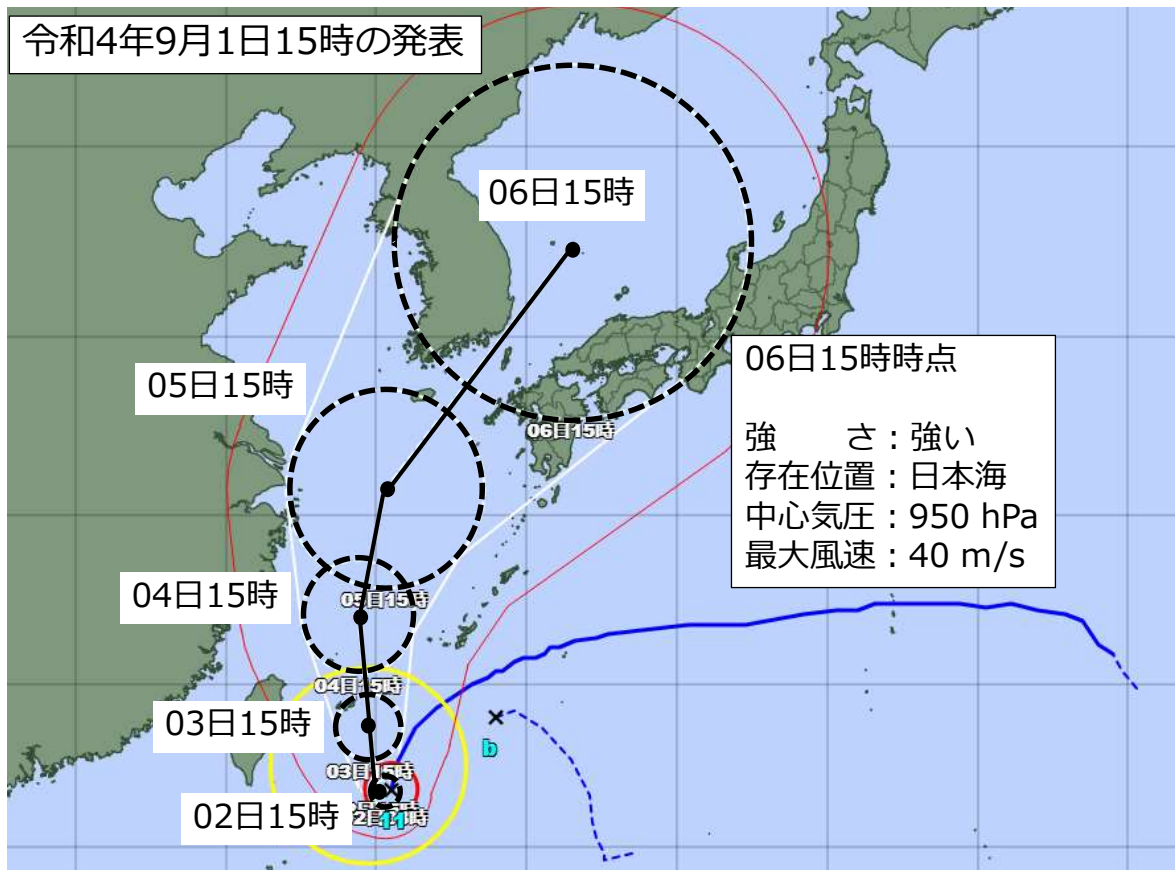 令和4年9月1日15時の発表
06日15時
05日15時
06日15時
06日15時時点
強　　さ：強い
存在位置：日本海
中心気圧：950 hPa
最大風速：40 m/s
04日15時
05日15時
04日15時
03日15時
b
03日15時
02日15時
11